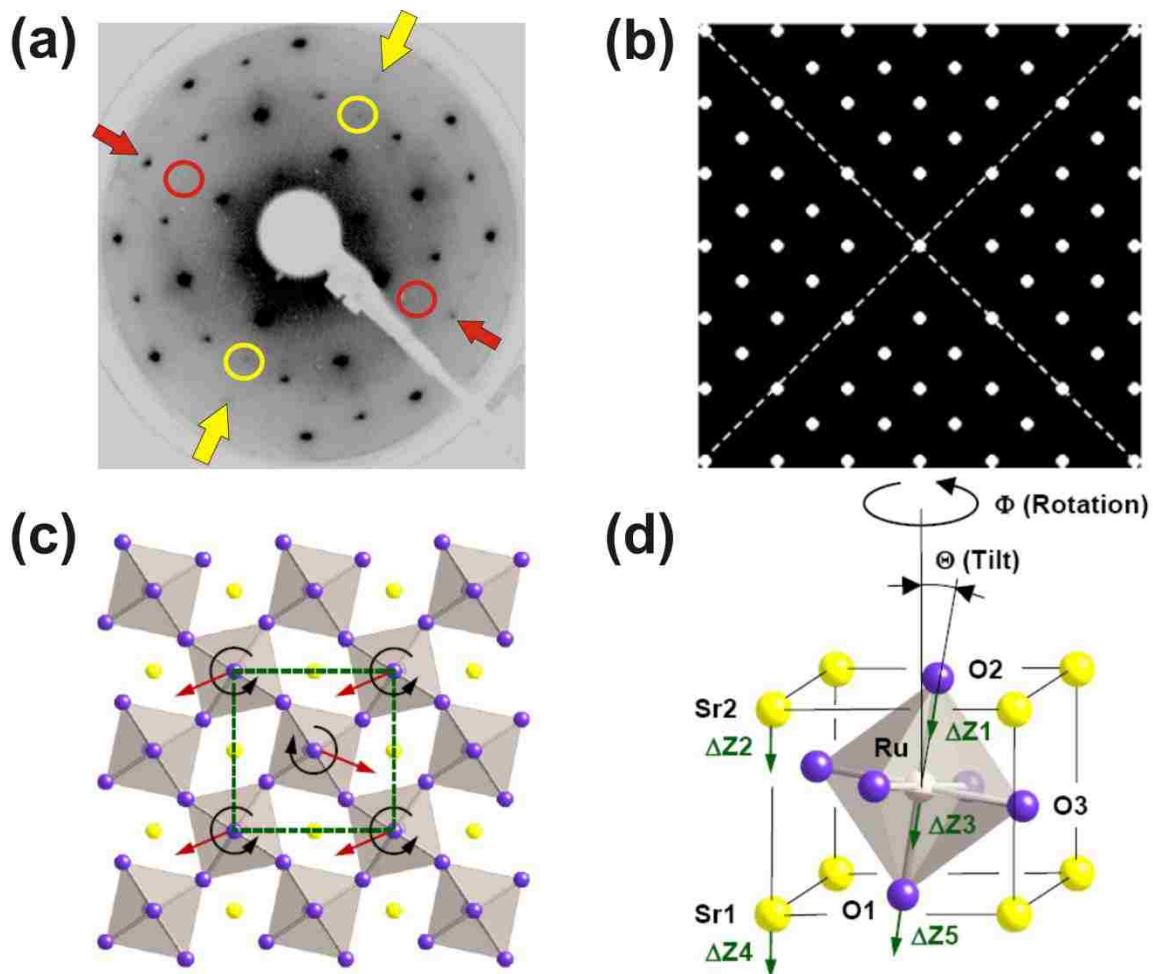 (a)
(b)
(c)
(d)
Φ (Rotation)
Θ (Tilt)
O2
Sr2
ΔZ1
ΔZ2
Ru
O3
ΔZ3
Sr1
O1
ΔZ4
ΔZ5